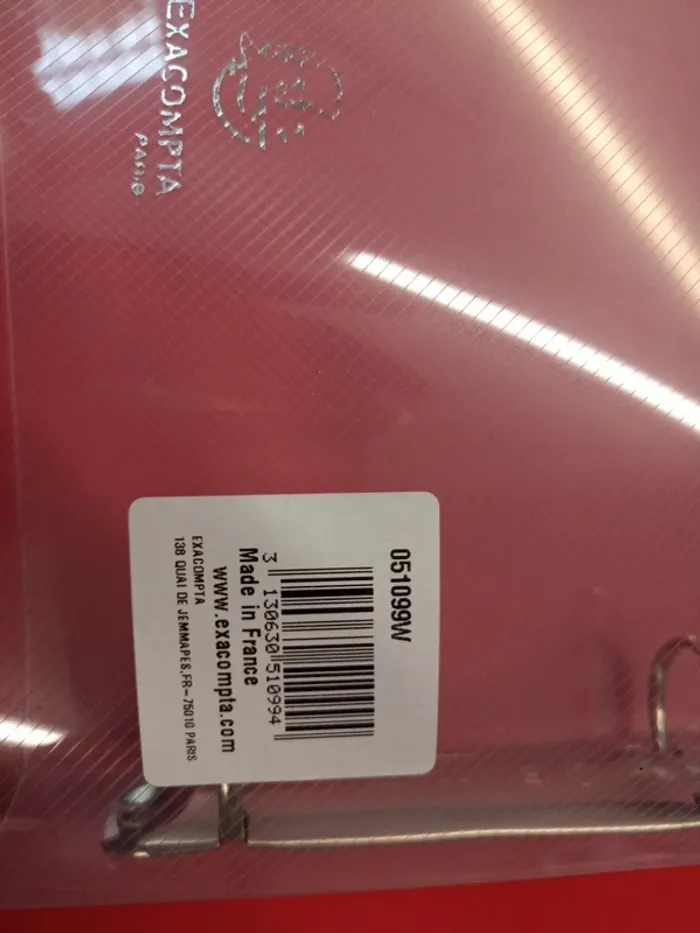 EXACOMPTA
PARIS
051099W
3 130630 510994
Made in France
www.exacompta.com
EXACOMPTA
138 QUAI DE JEMMAPES,FR-75010 PARIS